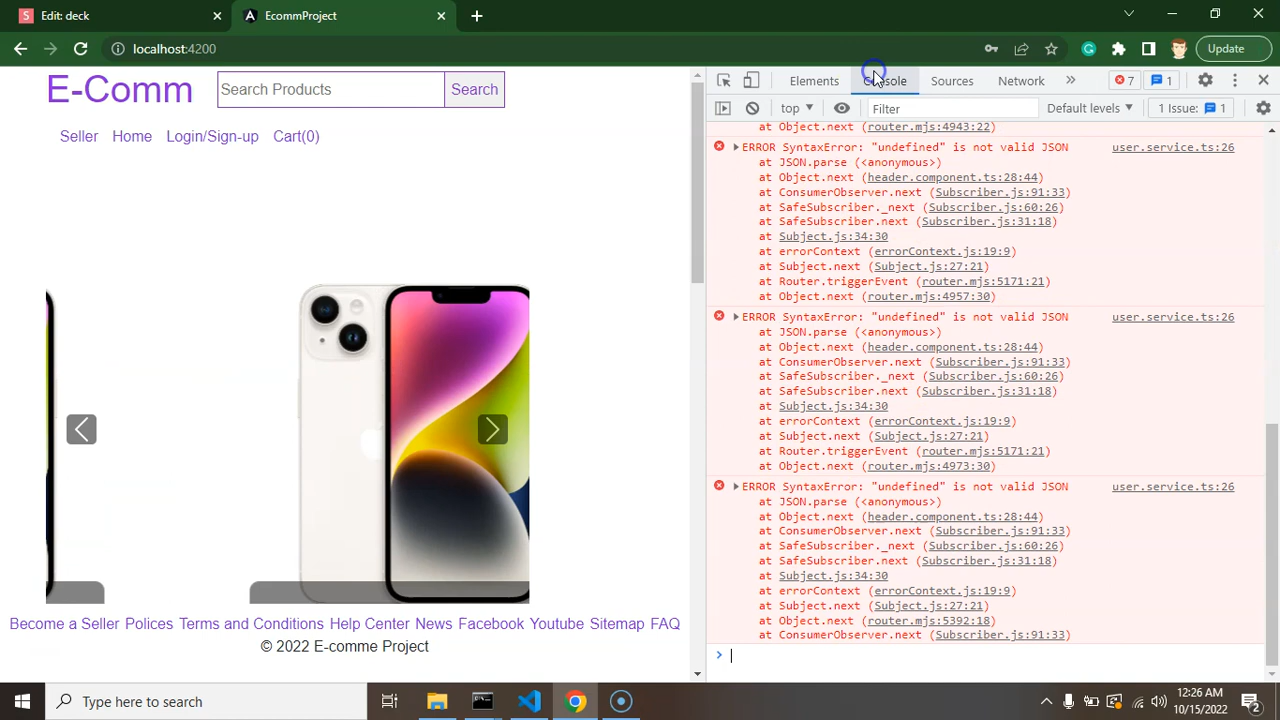 Edit: deck
EcommProject
localhost:4200
Update
E-Comm
Search Products
Search
Seller Home Login/Sign-up Cart(0)
Become a Seller Polices Terms and Conditions Help Center News Facebook Youtube Sitemap FAQ
© 2022 E-comme Project
Elements Console Sources Network 7 1
top Filter Default levels 1 Issue: 1
at Object.next (router.mjs:4943:22)
ERROR SyntaxError: "undefined" is not valid JSON user.service.ts:26
at JSON.parse (<anonymous>)
at Object.next (header.component.ts:28:44)
at ConsumerObserver.next (Subscriber.js:91:33)
at SafeSubscriber._next (Subscriber.js:60:26)
at SafeSubscriber.next (Subscriber.js:31:18)
at Subject.js:34:30
at errorContext (errorContext.js:19:9)
at Subject.next (Subject.js:27:21)
at Router.triggerEvent (router.mjs:5171:21)
at Object.next (router.mjs:4957:30)
ERROR SyntaxError: "undefined" is not valid JSON user.service.ts:26
at JSON.parse (<anonymous>)
at Object.next (header.component.ts:28:44)
at ConsumerObserver.next (Subscriber.js:91:33)
at SafeSubscriber._next (Subscriber.js:60:26)
at SafeSubscriber.next (Subscriber.js:31:18)
at Subject.js:34:30
at errorContext (errorContext.js:19:9)
at Subject.next (Subject.js:27:21)
at Router.triggerEvent (router.mjs:5171:21)
at Object.next (router.mjs:4973:30)
ERROR SyntaxError: "undefined" is not valid JSON user.service.ts:26
at JSON.parse (<anonymous>)
at Object.next (header.component.ts:28:44)
at ConsumerObserver.next (Subscriber.js:91:33)
at SafeSubscriber._next (Subscriber.js:60:26)
at SafeSubscriber.next (Subscriber.js:31:18)
at Subject.js:34:30
at errorContext (errorContext.js:19:9)
at Subject.next (Subject.js:27:21)
at Object.next (router.mjs:5392:18)
at ConsumerObserver.next (Subscriber.js:91:33)
Type here to search
12:26 AM
10/15/2022
2